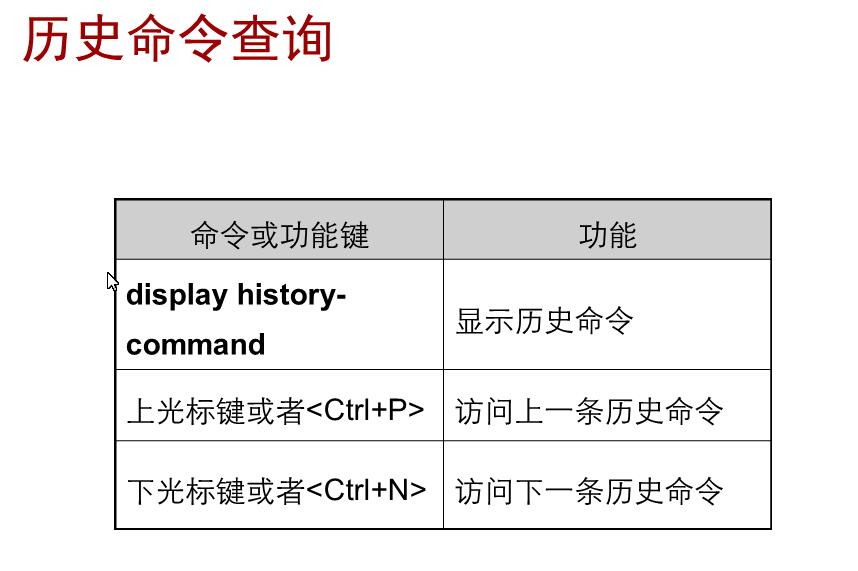 历史命令查询
命令或功能键 功能
display history-
command
显示历史命令
上光标键或者<Ctrl+P> 访问上一条历史命令
下光标键或者<Ctrl+N> 访问下一条历史命令